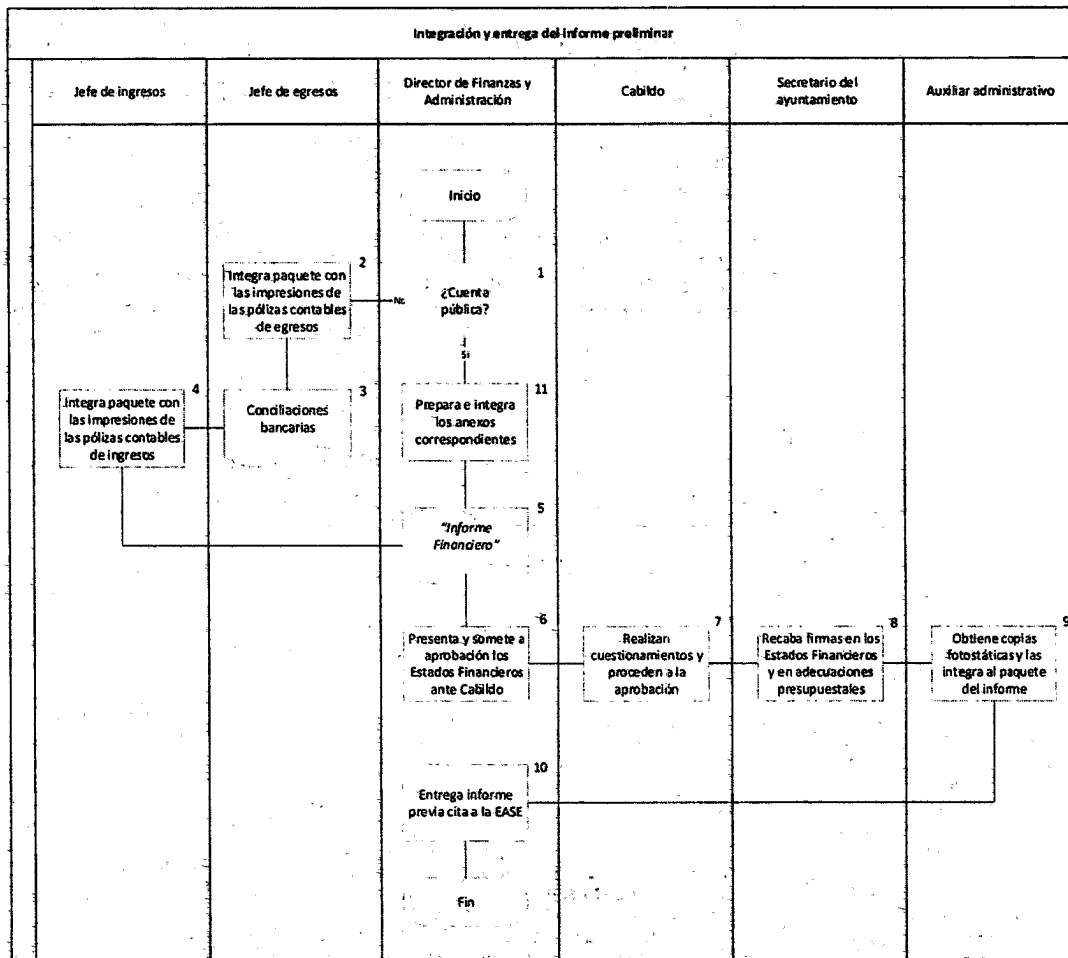 Integración y entrega del informe preliminar
Jefe de ingresos
Jefe de egresos
Director de Finanzas y
Administración
Cabildo
Secretario del
ayuntamiento
Auxiliar administrativo
Inicio
1
¿Cuenta
pública?
No
Si
2
Integra paquete con
las impresiones de
las pólizas contables
de egresos
3
Conciliaciones
bancarias
4
Integra paquete con
las impresiones de
las pólizas contables
de ingresos
11
Prepara e integra
los anexos
correspondientes
5
"Informe
Financiero"
6
Presenta y somete a
aprobación los
Estados Financieros
ante Cabildo
7
Realizan
cuestionamientos y
proceden a la
aprobación
8
Recaba firmas en los
Estados Financieros
y en adecuaciones
presupuestales
9
Obtiene copias
fotostáticas y las
integra al paquete
del informe
10
Entrega informe
previa cita a la EASE
Fin